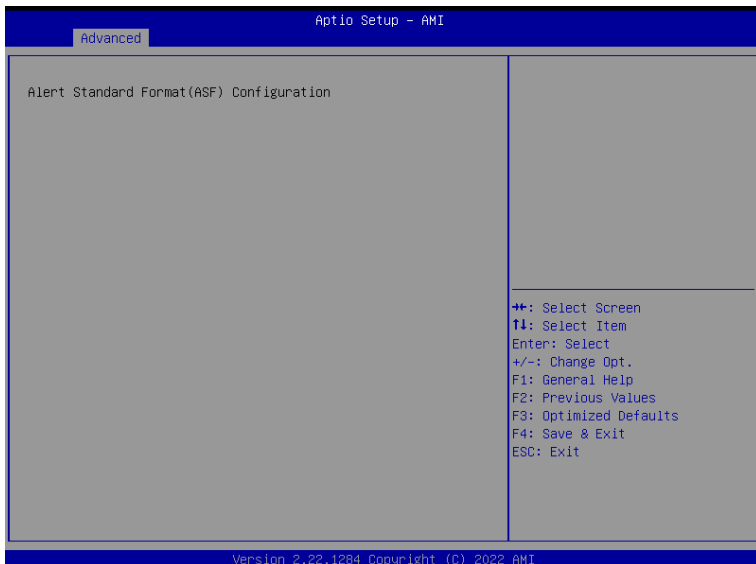 Aptio Setup – AMI
Advanced
Alert Standard Format(ASF) Configuration
→←: Select Screen
↑↓: Select Item
Enter: Select
+/-: Change Opt.
F1: General Help
F2: Previous Values
F3: Optimized Defaults
F4: Save & Exit
ESC: Exit
Version 2.22.1284 Copyright (C) 2022 AMI